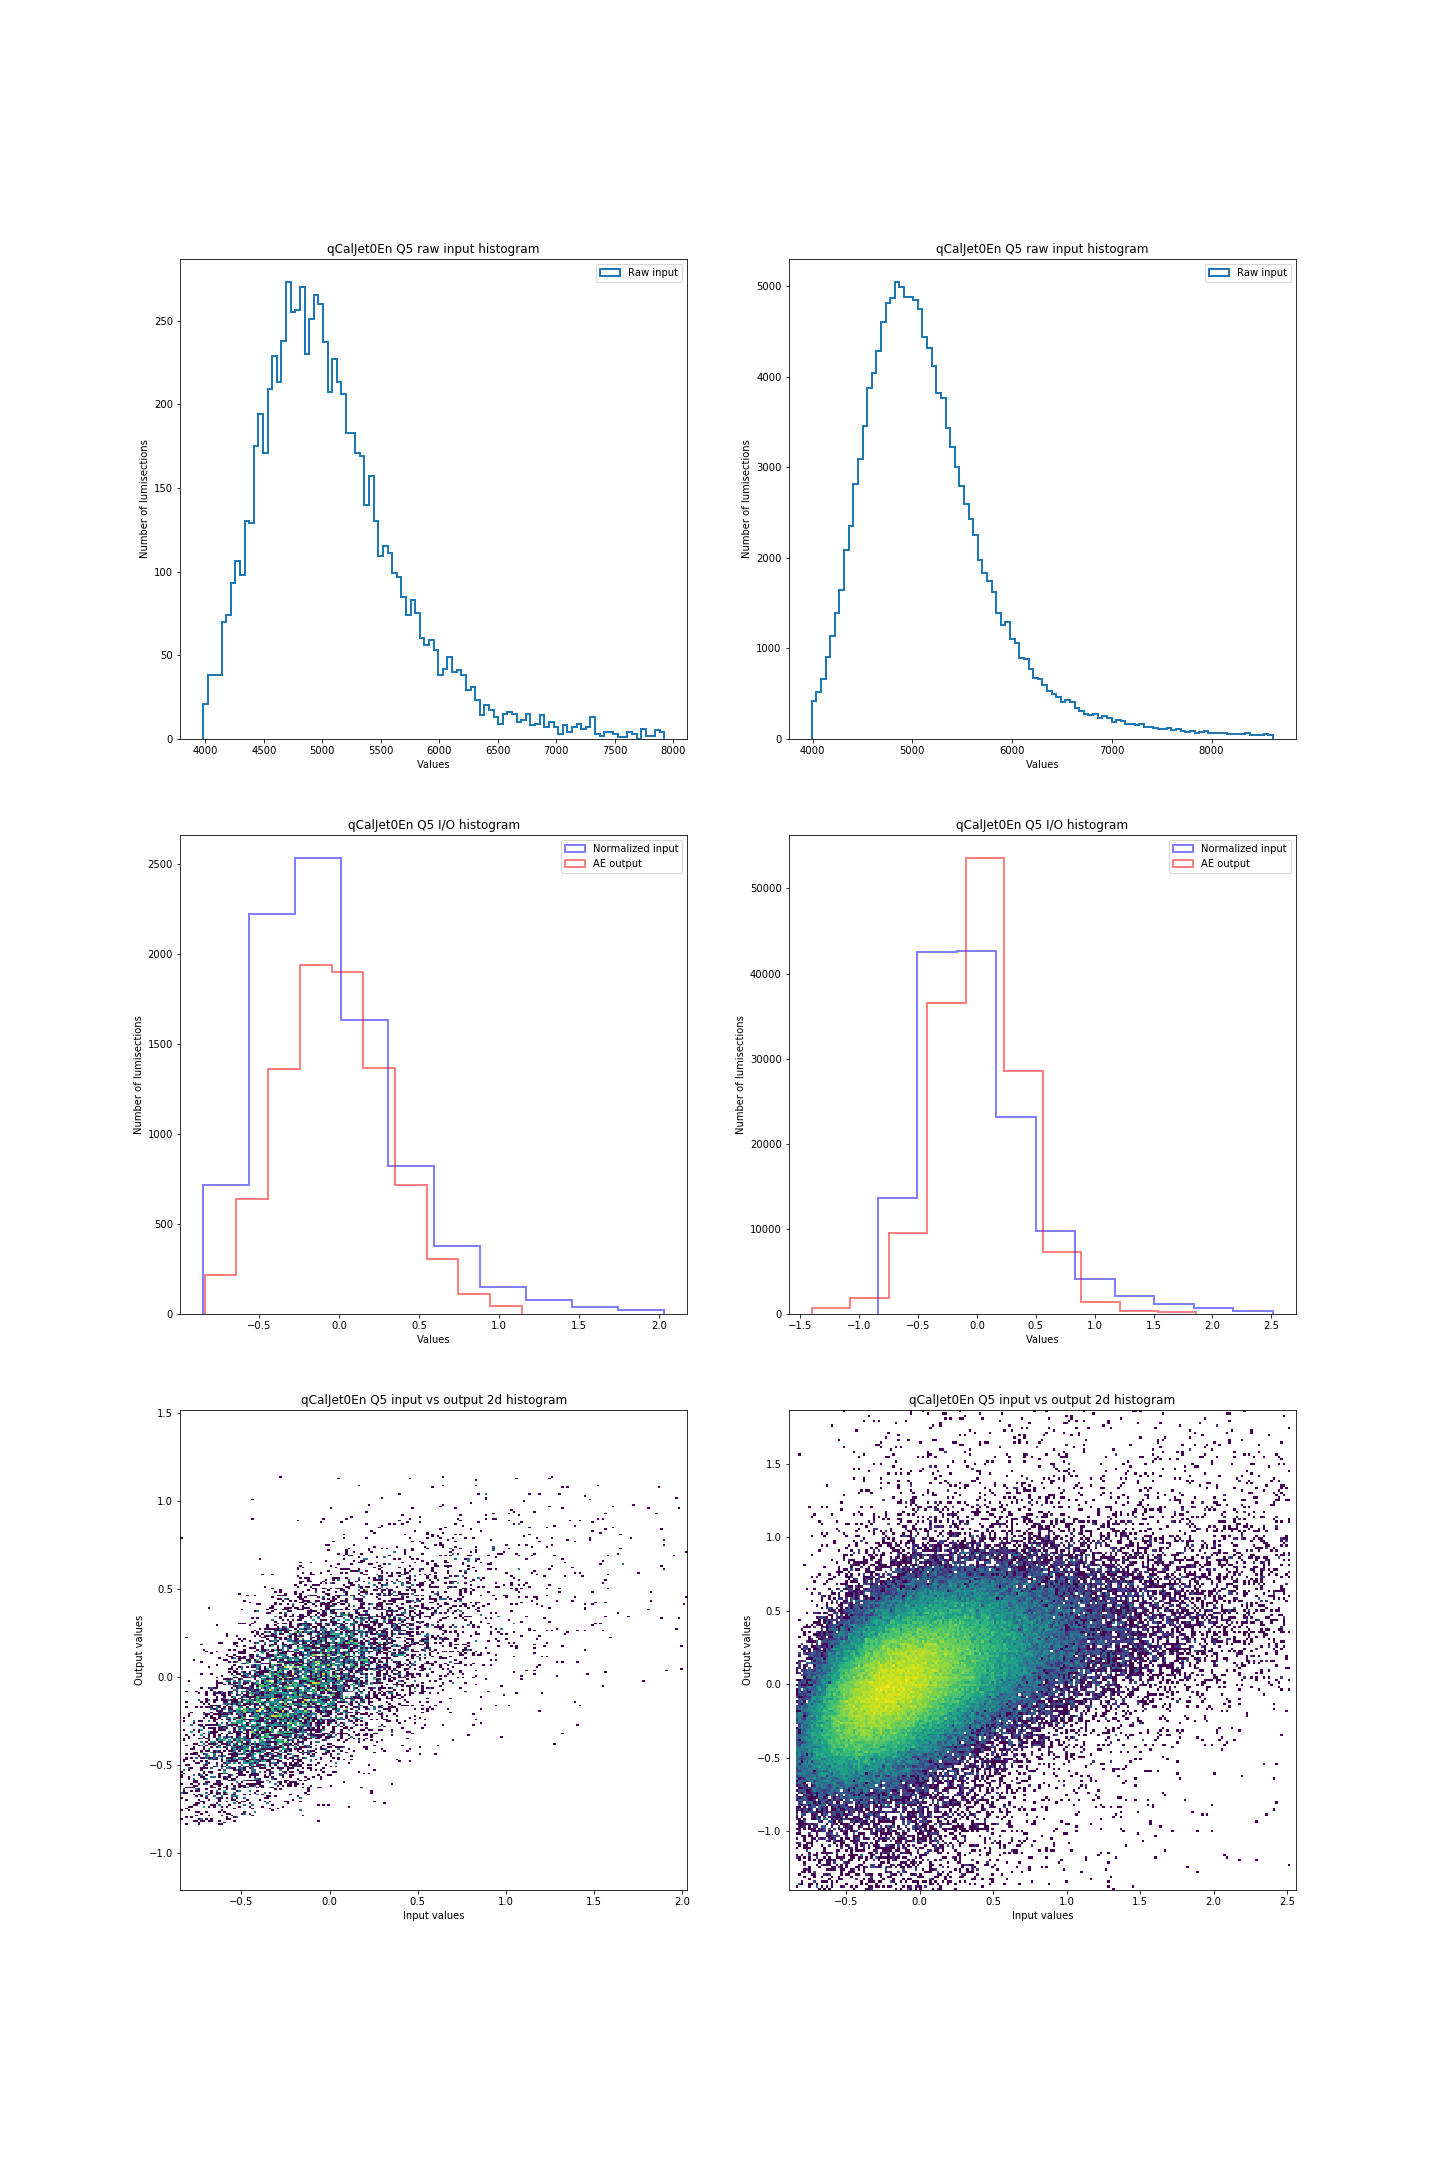 qCalJet0En Q5 raw input histogram
Raw input
Number of lumisections
250
200
150
100
50
0
4000 4500 5000 5500 6000 6500 7000 7500 8000
Values
qCalJet0En Q5 raw input histogram
Raw input
Number of lumisections
5000
4000
3000
2000
1000
0
4000 5000 6000 7000 8000
Values
qCalJet0En Q5 I/O histogram
Normalized input
AE output
Number of lumisections
2500
2000
1500
1000
500
0
−0.5 0.0 0.5 1.0 1.5 2.0
Values
qCalJet0En Q5 I/O histogram
Normalized input
AE output
Number of lumisections
50000
40000
30000
20000
10000
0
−1.5 −1.0 −0.5 0.0 0.5 1.0 1.5 2.0 2.5
Values
qCalJet0En Q5 input vs output 2d histogram
Output values
1.5
1.0
0.5
0.0
−0.5
−1.0
−0.5 0.0 0.5 1.0 1.5 2.0
Input values
qCalJet0En Q5 input vs output 2d histogram
Output values
1.5
1.0
0.5
0.0
−0.5
−1.0
−0.5 0.0 0.5 1.0 1.5 2.0 2.5
Input values